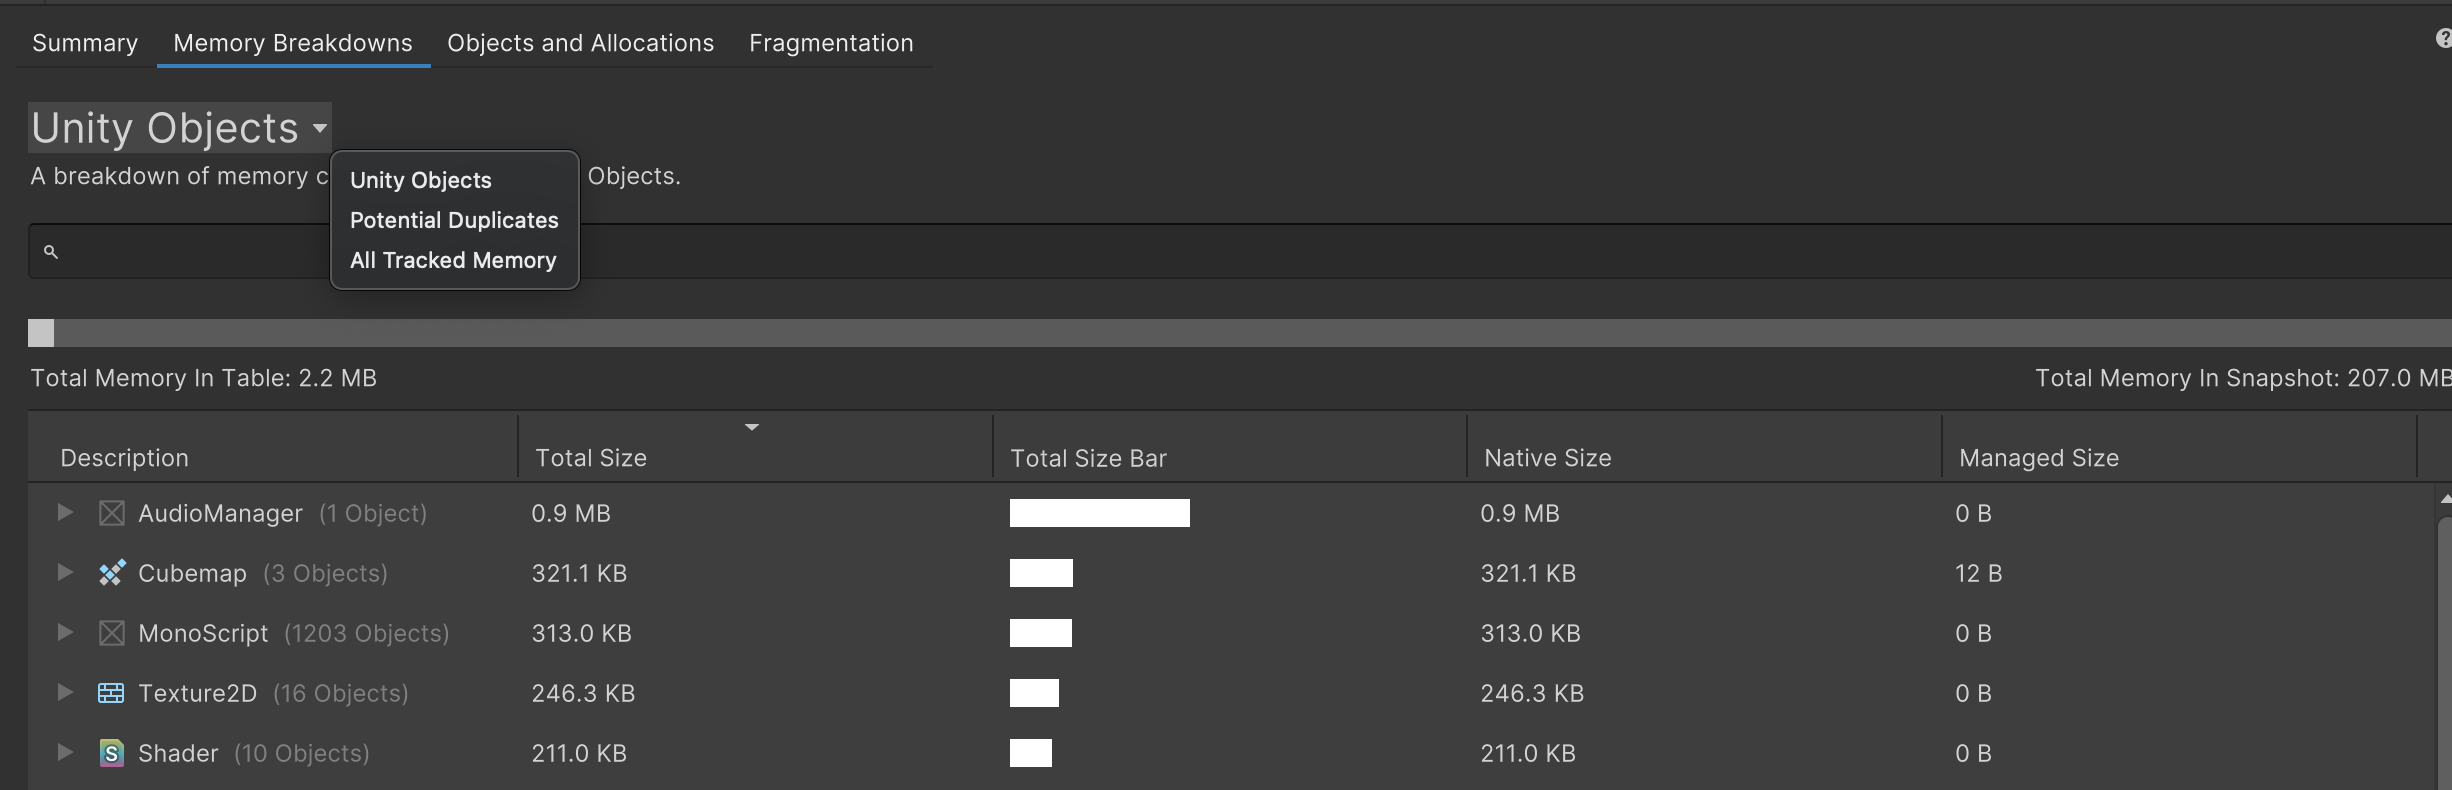 Summary Memory Breakdowns Objects and Allocations Fragmentation ?
Unity Objects
A breakdown of memory c Objects.
Unity Objects
Potential Duplicates
All Tracked Memory
Total Memory In Table: 2.2 MB Total Memory In Snapshot: 207.0 MB
Description Total Size Total Size Bar Native Size Managed Size
AudioManager (1 Object) 0.9 MB 0.9 MB 0 B
Cubemap (3 Objects) 321.1 KB 321.1 KB 12 B
MonoScript (1203 Objects) 313.0 KB 313.0 KB 0 B
Texture2D (16 Objects) 246.3 KB 246.3 KB 0 B
S Shader (10 Objects) 211.0 KB 211.0 KB 0 B